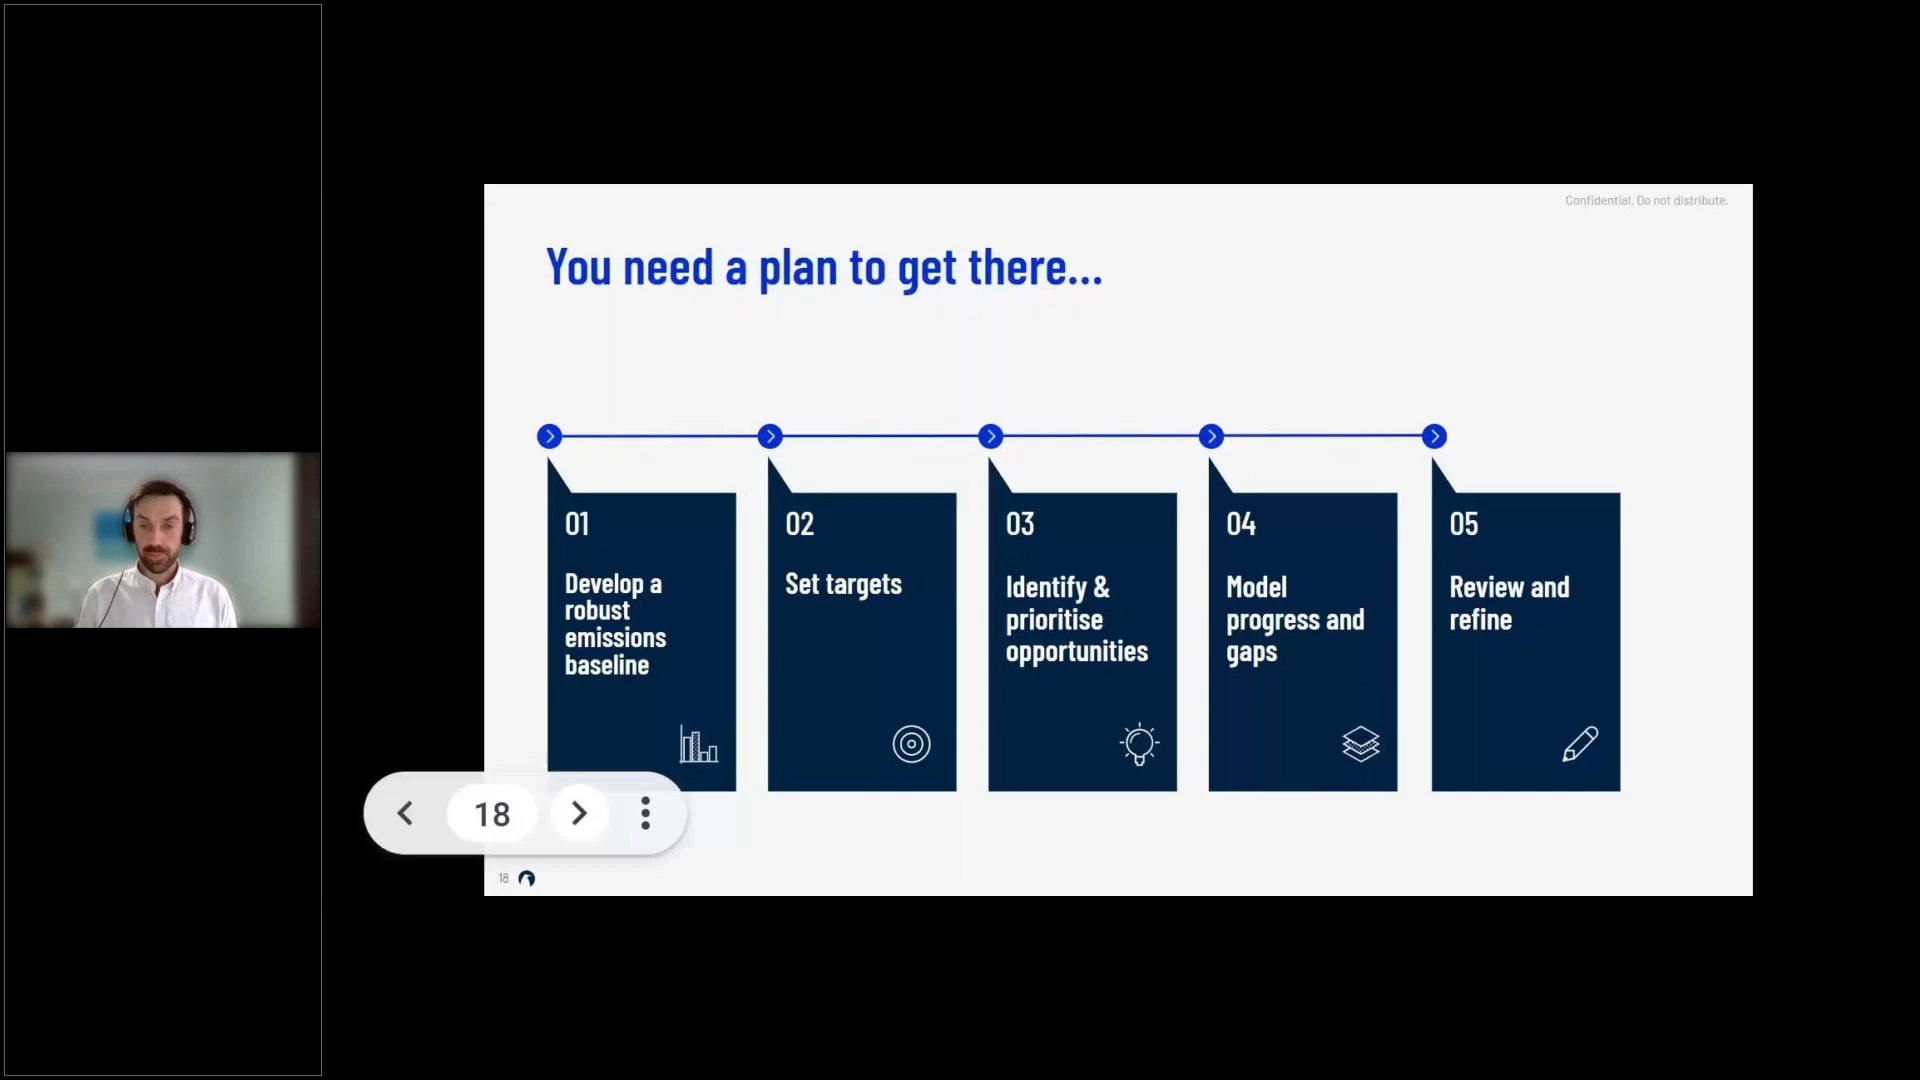 Confidential. Do not distribute.
You need a plan to get there...
01
Develop a
robust
emissions
baseline
02
Set targets
03
Identify &
prioritise
opportunities
04
Model
progress and
gaps
05
Review and
refine
18
18